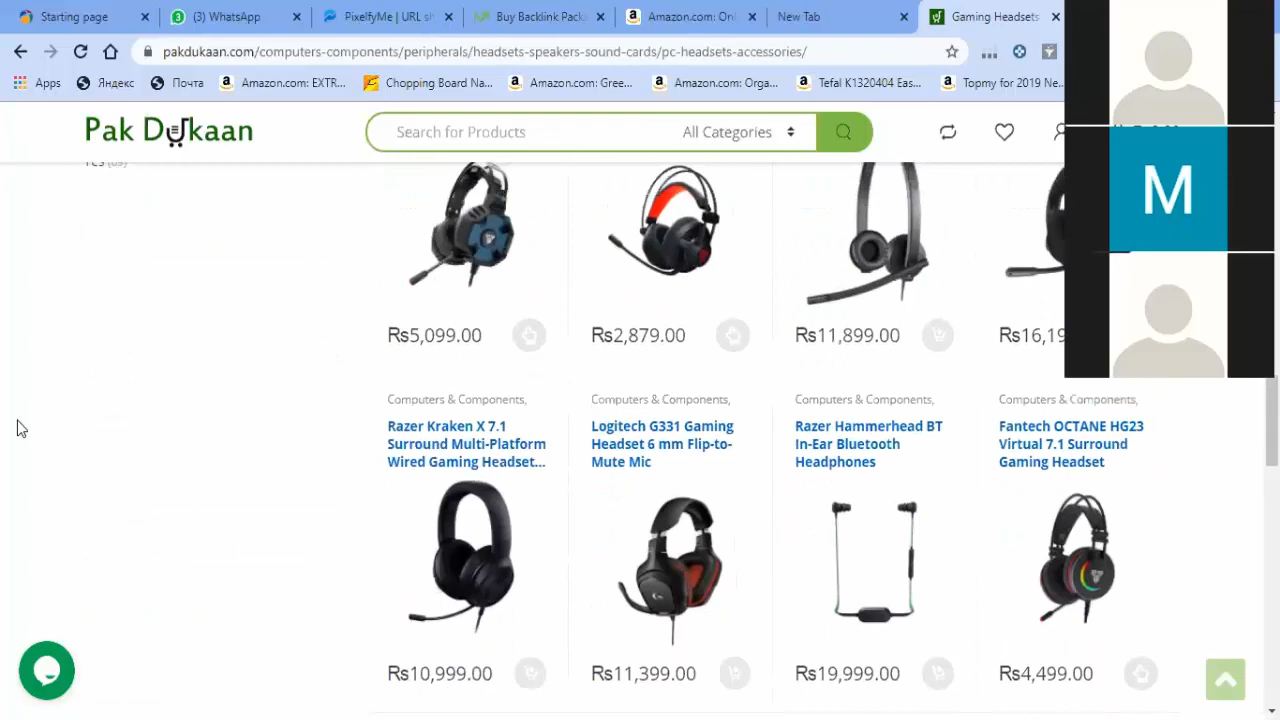 Starting page
(3) WhatsApp
PixelfyMe | URL sh
Buy Backlink Pack
Amazon.com: Onl
New Tab
Gaming Headsets
pakdukaan.com/computers-components/peripherals/headsets-speakers-sound-cards/pc-headsets-accessories/
Apps
Яндекс
Почта
Amazon.com: EXTR...
Chopping Board Na...
Amazon.com: Gree...
Amazon.com: Orga...
Tefal K1320404 Eas...
Topmy for 2019 Ne...
Pak Dukaan
Search for Products
All Categories
M
Rs5,099.00
Rs2,879.00
Rs11,899.00
Rs16,19
Computers & Components,
Computers & Components,
Computers & Components,
Computers & Components,
Razer Kraken X 7.1
Surround Multi-Platform
Wired Gaming Headset...
Logitech G331 Gaming
Headset 6 mm Flip-to-
Mute Mic
Razer Hammerhead BT
In-Ear Bluetooth
Headphones
Fantech OCTANE HG23
Virtual 7.1 Surround
Gaming Headset
Rs10,999.00
Rs11,399.00
Rs19,999.00
Rs4,499.00